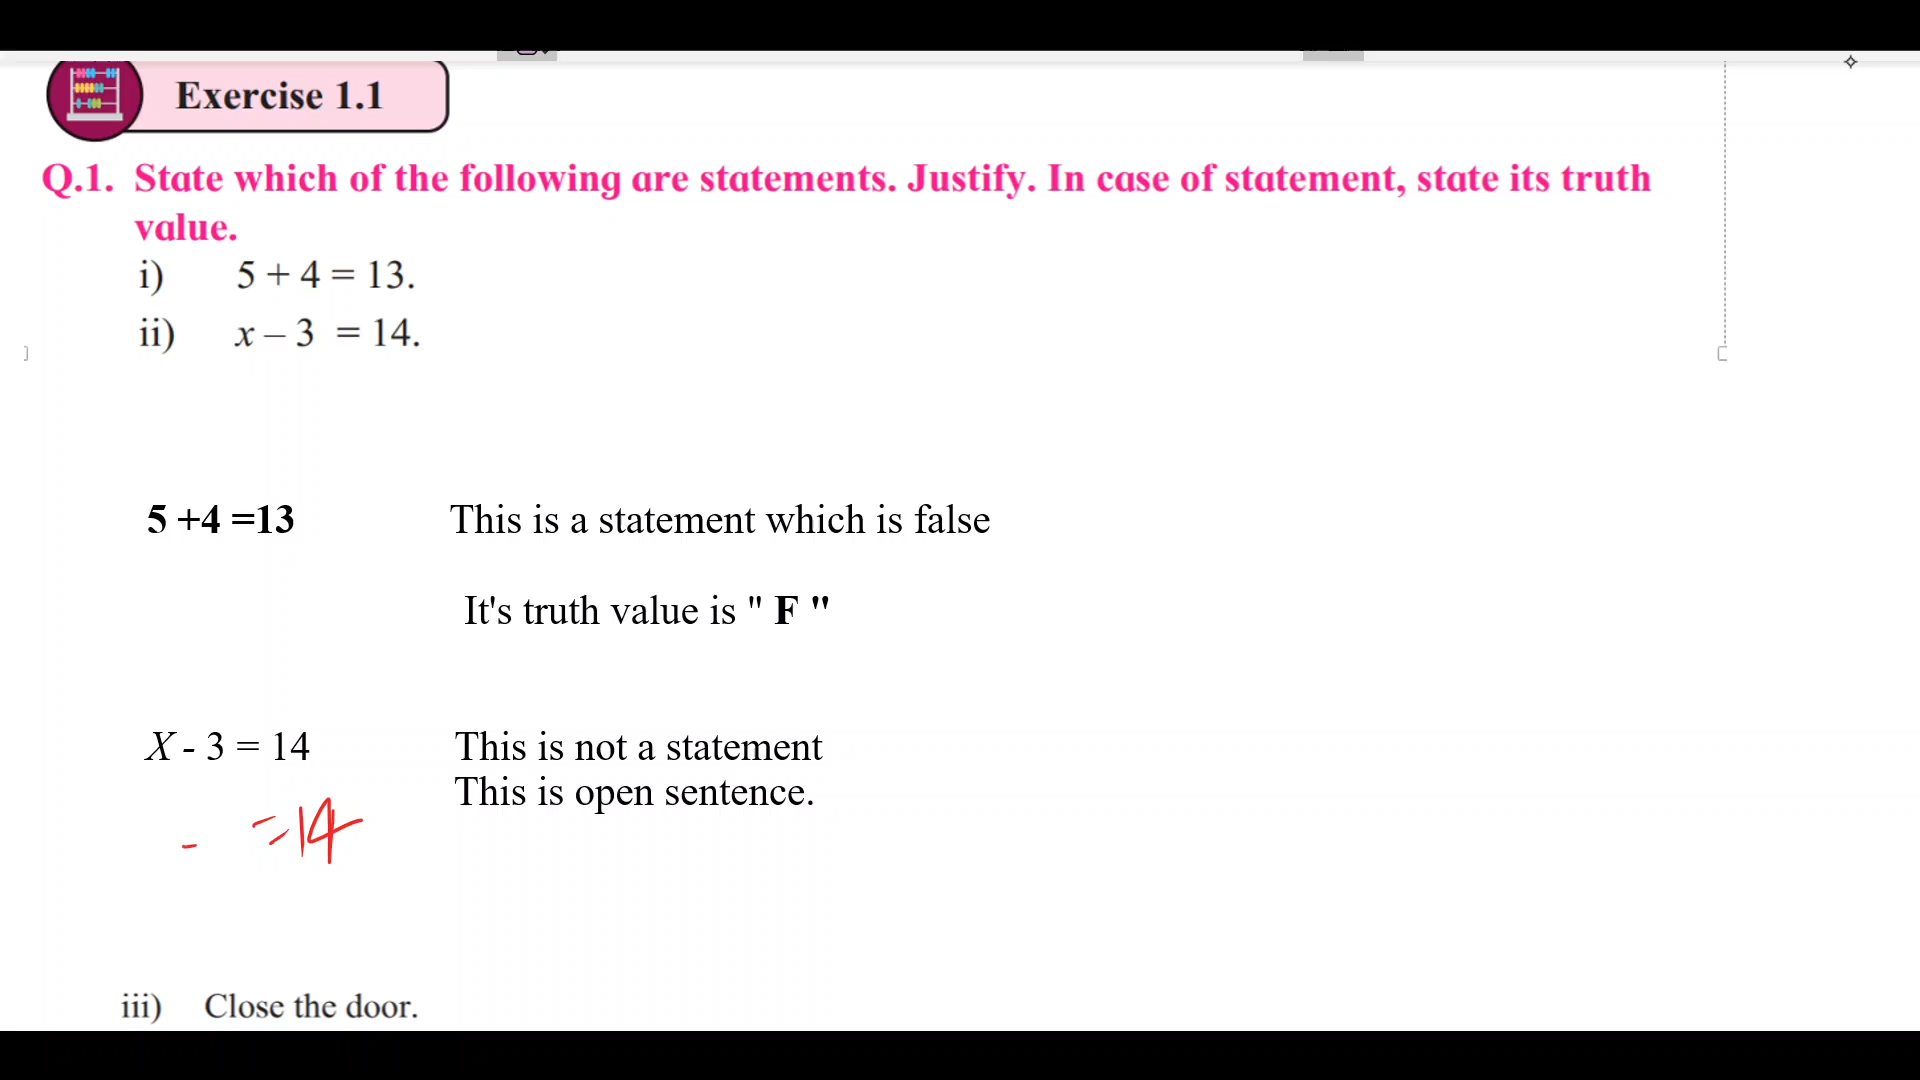 Exercise 1.1
Q.1. State which of the following are statements. Justify. In case of statement, state its truth
value.
i) 5 + 4 = 13.
ii) x – 3 = 14.
5 +4 =13 This is a statement which is false
It's truth value is " F "
X - 3 = 14 This is not a statement
This is open sentence.
- =14
iii) Close the door.